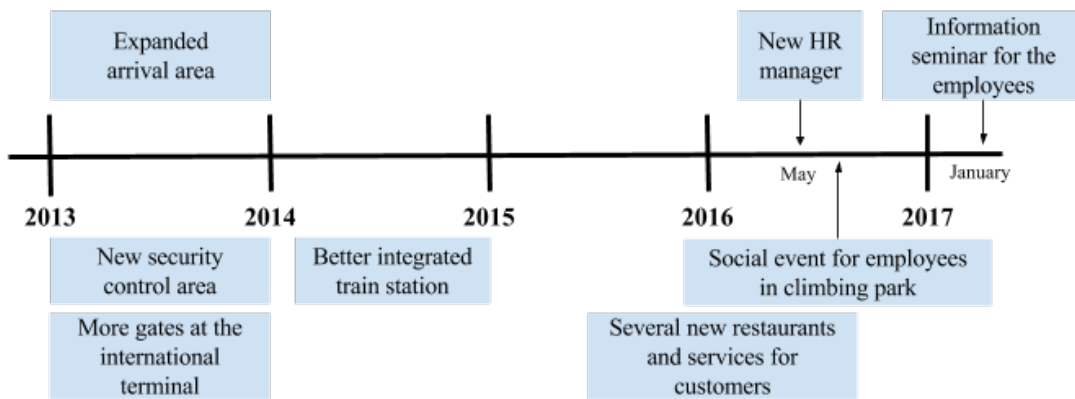 Expanded
arrival area
New HR
manager
Information
seminar for the
employees
May
January
2013
2014
2015
2016
2017
New security
control area
Better integrated
train station
Social event for employees
in climbing park
More gates at the
international
terminal
Several new restaurants
and services for
customers